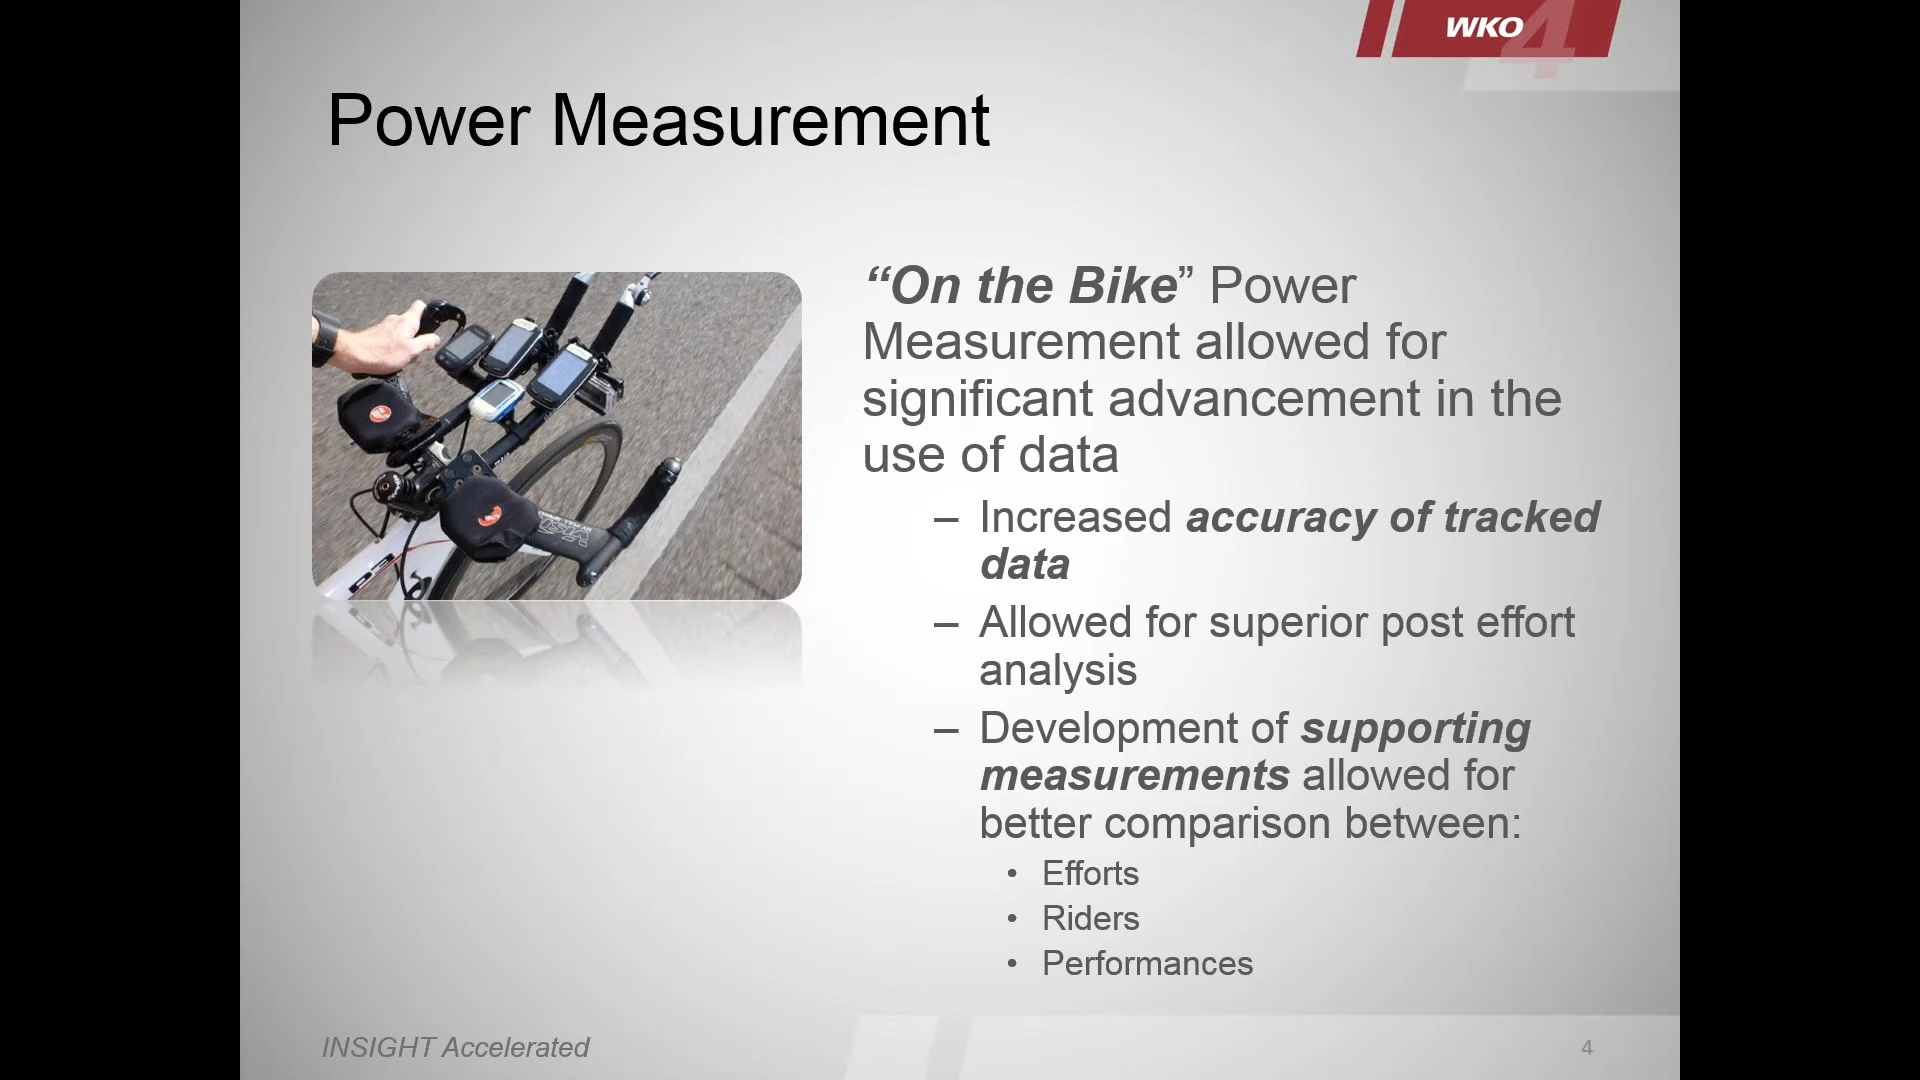 WKO4
Power Measurement
“On the Bike” Power
Measurement allowed for
significant advancement in the
use of data
– Increased accuracy of tracked
data
– Allowed for superior post effort
analysis
– Development of supporting
measurements allowed for
better comparison between:
• Efforts
• Riders
• Performances
INSIGHT Accelerated
4